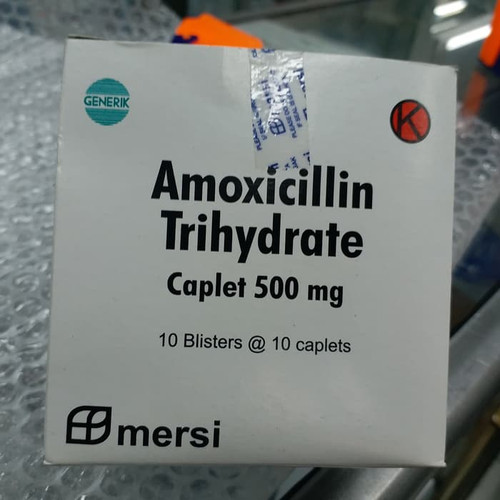 GENERIK
K
Amoxicillin
Trihydrate
Caplet 500 mg
10 Blisters @ 10 caplets
mersi